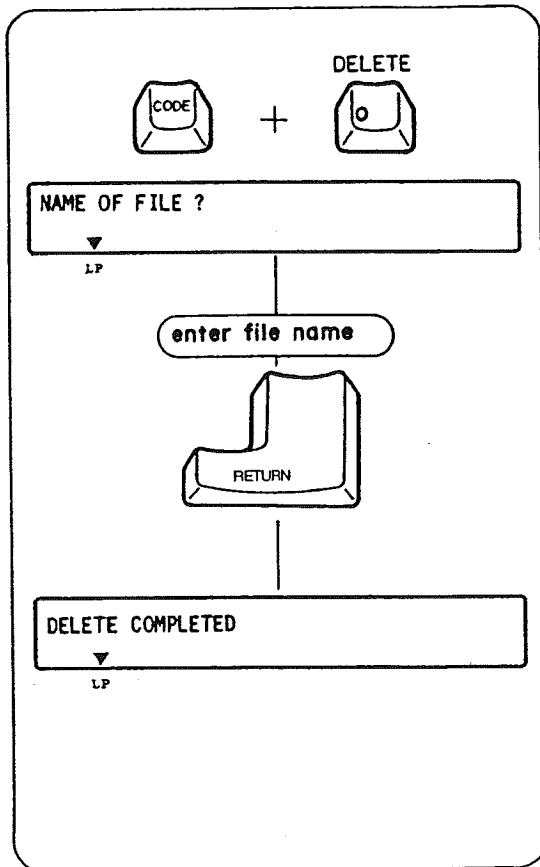 DELETE
CODE + O
NAME OF FILE ?
LP
enter file name
RETURN
DELETE COMPLETED
LP